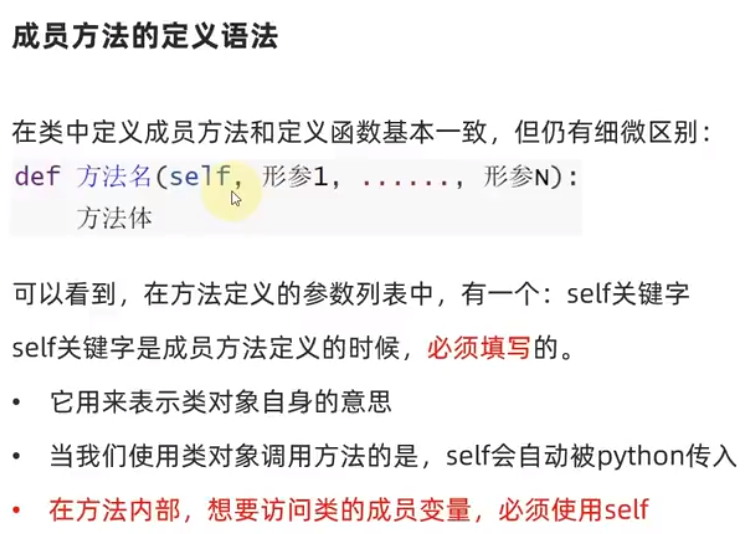 成员方法的定义语法
在类中定义成员方法和定义函数基本一致，但仍有细微区别：
def 方法名(self, 形参1, ......, 形参N):
方法体
可以看到，在方法定义的参数列表中，有一个：self关键字
self关键字是成员方法定义的时候，必须填写的。
• 它用来表示类对象自身的意思
• 当我们使用类对象调用方法的是，self会自动被python传入
• 在方法内部，想要访问类的成员变量，必须使用self